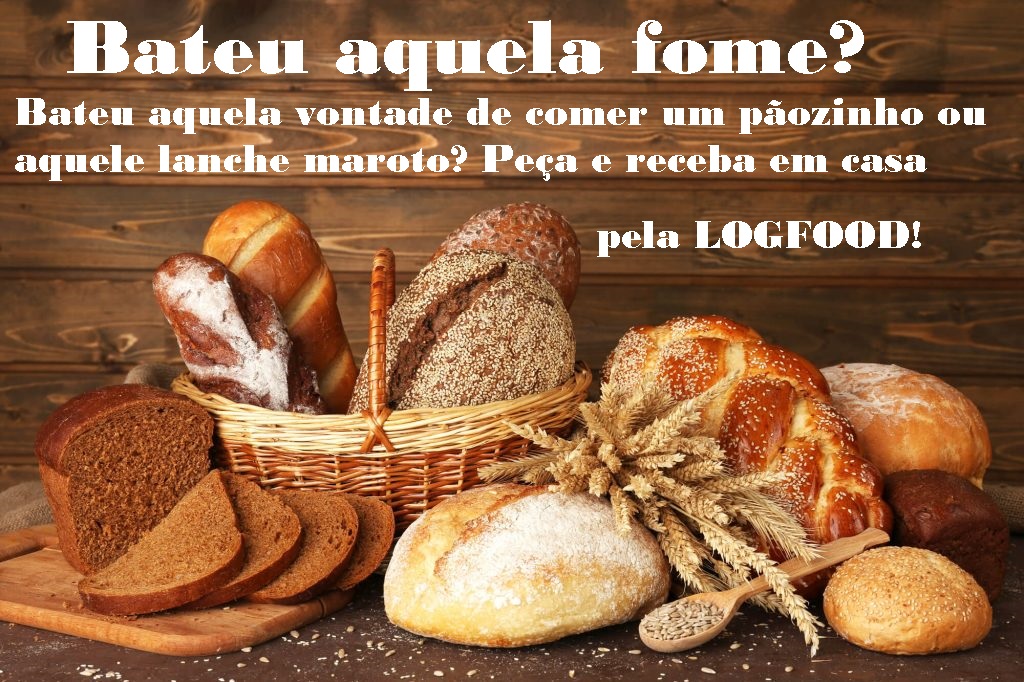 Bateu aquela fome?
Bateu aquela vontade de comer um pãozinho ou
aquele lanche maroto? Peça e receba em casa
pela LOGFOOD!